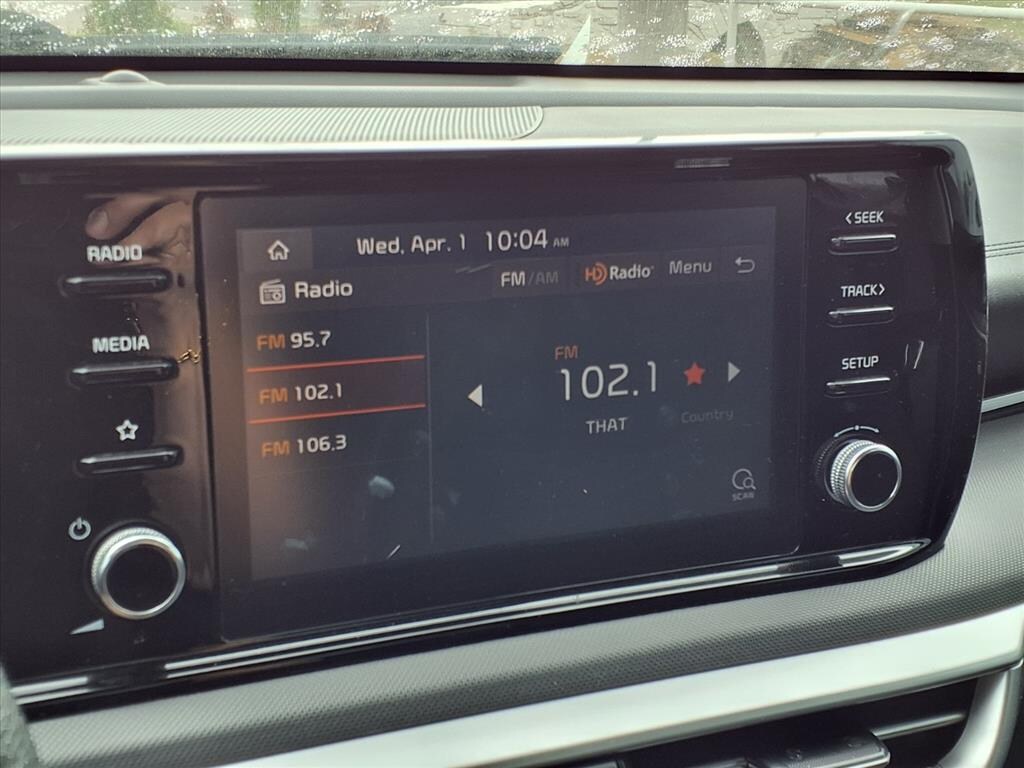 RADIO
MEDIA
Wed, Apr. 1 10:04 AM
Radio
FM/AM
HD Radio
Menu
FM 95.7
FM 102.1
FM 106.3
FM
102.1
THAT
Country
SCAN
< SEEK
TRACK >
SETUP